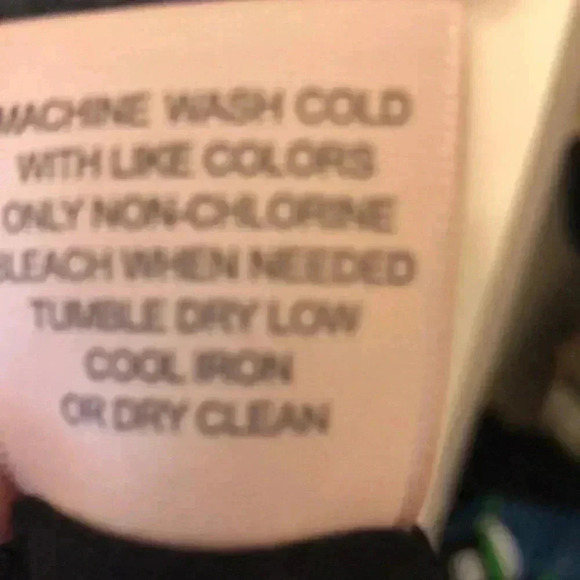 MACHINE WASH COLD
WITH LIKE COLORS
ONLY NON-CHLORINE
BLEACH WHEN NEEDED
TUMBLE DRY LOW
COOL IRON
OR DRY CLEAN